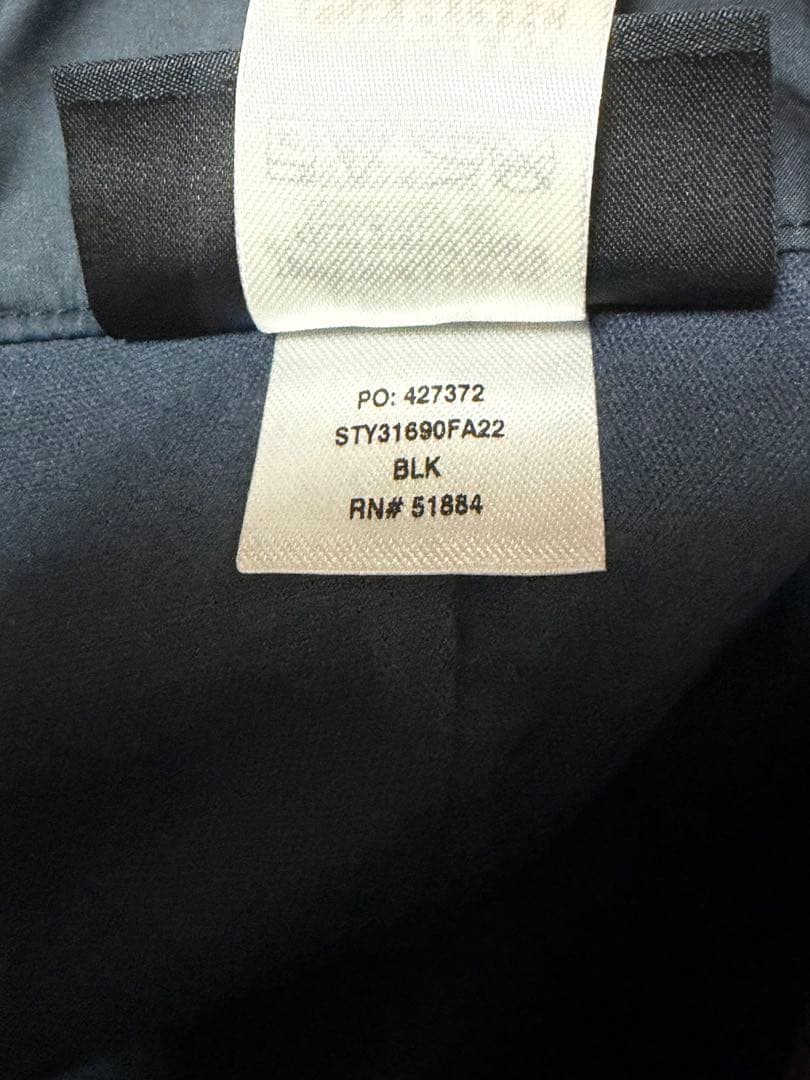 PO: 427372
STY31690FA22
BLK
RN# 51884